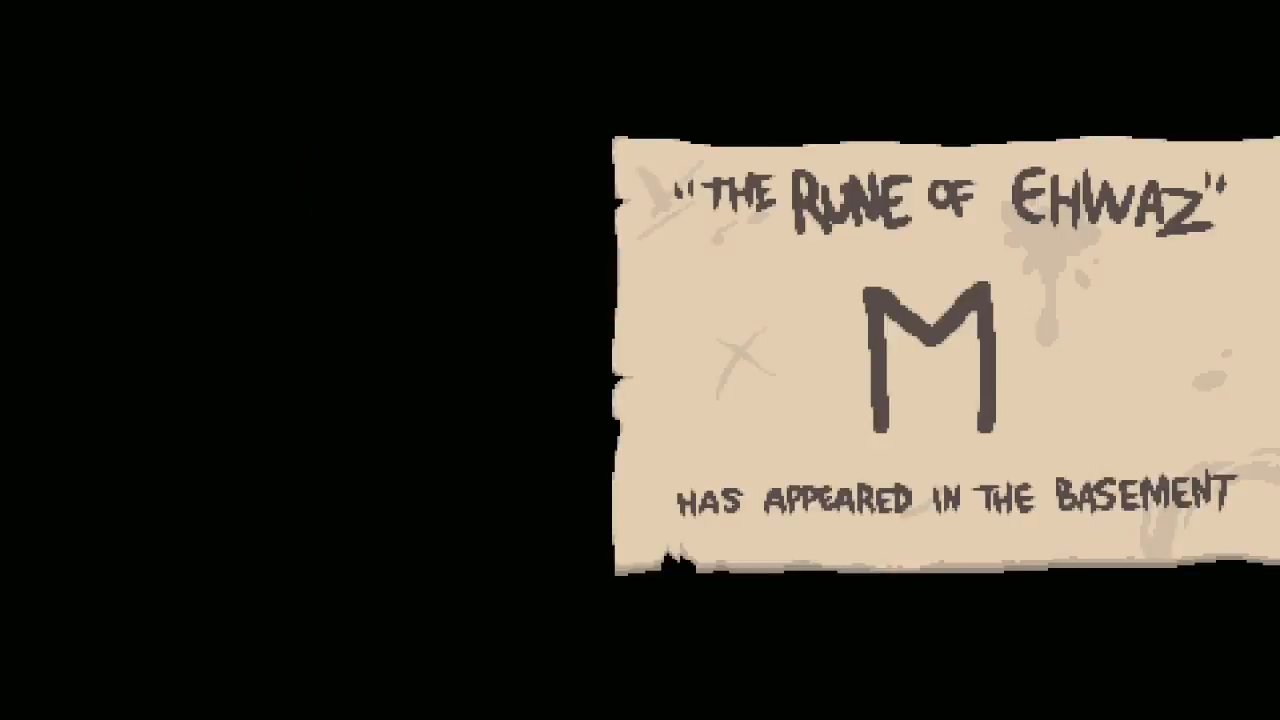 "THE RUNE OF EHWAZ"
ᛖ
HAS APPEARED IN THE BASEMENT